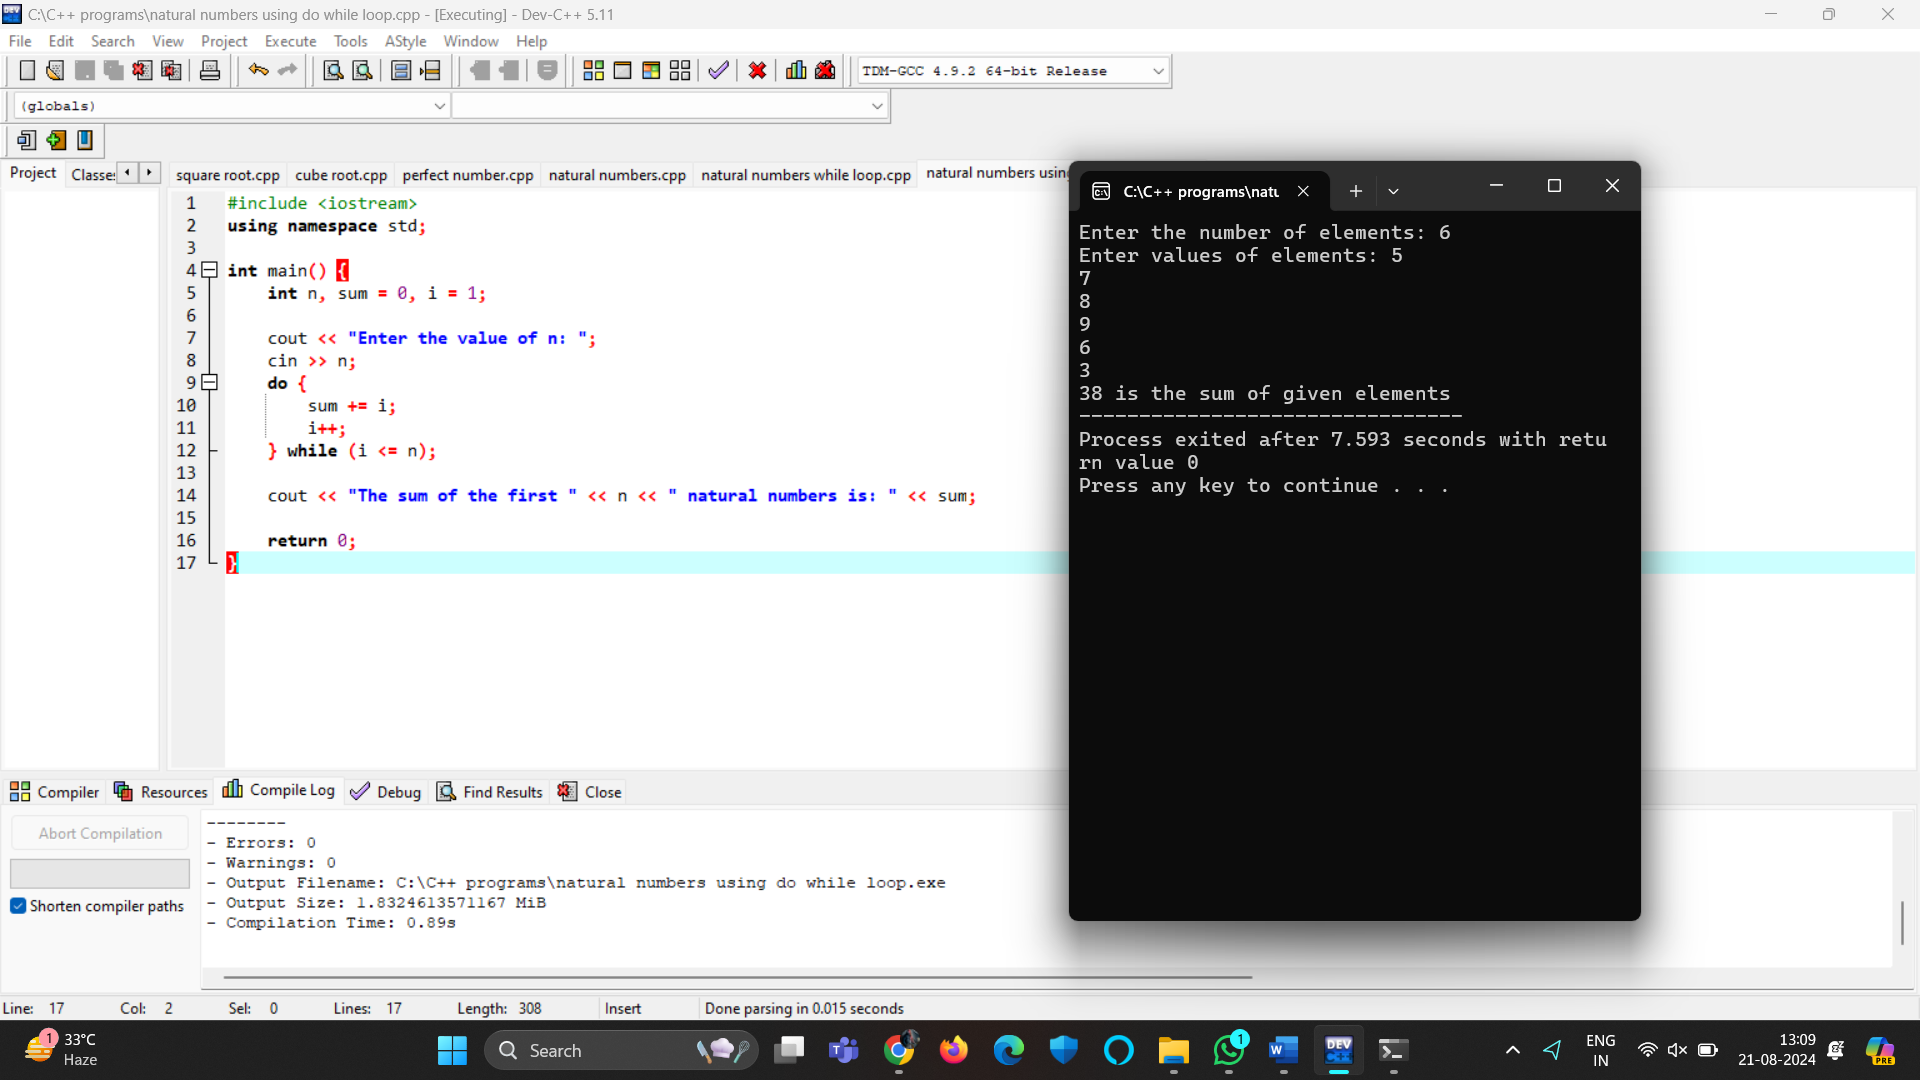 C:\C++ programs\natural numbers using do while loop.cpp - [Executing] - Dev-C++ 5.11
File Edit Search View Project Execute Tools AStyle Window Help
TDM-GCC 4.9.2 64-bit Release
(globals)
Project Classes
square root.cpp cube root.cpp perfect number.cpp natural numbers.cpp natural numbers while loop.cpp natural numbers using
1 #include <iostream>
2 using namespace std;
3
4 int main() {
5 int n, sum = 0, i = 1;
6
7 cout << "Enter the value of n: ";
8 cin >> n;
9 do {
10 sum += i;
11 i++;
12 } while (i <= n);
13
14 cout << "The sum of the first " << n << " natural numbers is: " << sum;
15
16 return 0;
17 }
C:\C++ programs\natu
Enter the number of elements: 6
Enter values of elements: 5
7
8
9
6
3
38 is the sum of given elements
--------------------------------
Process exited after 7.593 seconds with retu
rn value 0
Press any key to continue . . .
Compiler Resources Compile Log Debug Find Results Close
Abort Compilation
Shorten compiler paths
--------
- Errors: 0
- Warnings: 0
- Output Filename: C:\C++ programs\natural numbers using do while loop.exe
- Output Size: 1.8324613571167 MiB
- Compilation Time: 0.89s
Line: 17 Col: 2 Sel: 0 Lines: 17 Length: 308 Insert Done parsing in 0.015 seconds
1
33°C
Haze
Search
1
DEV
C++
ENG
IN
13:09
21-08-2024
PRE